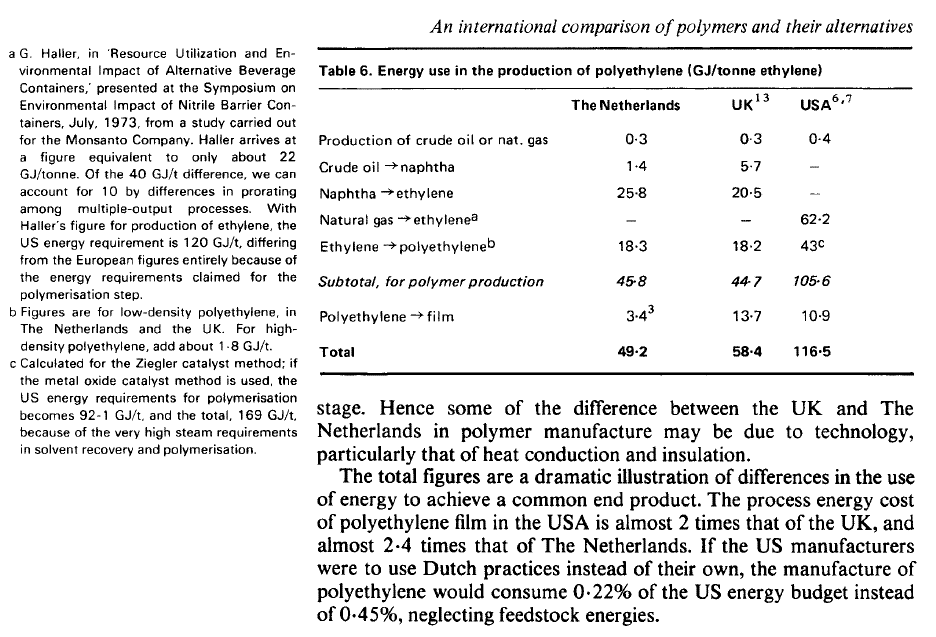 An international comparison of polymers and their alternatives
a G. Haller, in 'Resource Utilization and En-
vironmental Impact of Alternative Beverage
Containers,' presented at the Symposium on
Environmental Impact of Nitrile Barrier Con-
tainers, July, 1973, from a study carried out
for the Monsanto Company. Haller arrives at
a figure equivalent to only about 22
GJ/tonne. Of the 40 GJ/t difference, we can
account for 10 by differences in prorating
among multiple-output processes. With
Haller's figure for production of ethylene, the
US energy requirement is 120 GJ/t, differing
from the European figures entirely because of
the energy requirements claimed for the
polymerisation step.
b Figures are for low-density polyethylene, in
The Netherlands and the UK. For high-
density polyethylene, add about 1·8 GJ/t.
c Calculated for the Ziegler catalyst method; if
the metal oxide catalyst method is used, the
US energy requirements for polymerisation
becomes 92-1 GJ/t, and the total, 169 GJ/t,
because of the very high steam requirements
in solvent recovery and polymerisation.
Table 6. Energy use in the production of polyethylene (GJ/tonne ethylene)
The Netherlands UK13 USA6,7
Production of crude oil or nat. gas 0·3 0·3 0·4
Crude oil → naphtha 1·4 5·7 –
Naphtha → ethylene 25·8 20·5 –
Natural gas → ethylenea – – 62·2
Ethylene → polyethyleneb 18·3 18·2 43c
Subtotal, for polymer production 45·8 44·7 105·6
Polyethylene → film 3·43 13·7 10·9
Total 49·2 58·4 116·5
stage. Hence some of the difference between the UK and The
Netherlands in polymer manufacture may be due to technology,
particularly that of heat conduction and insulation.
The total figures are a dramatic illustration of differences in the use
of energy to achieve a common end product. The process energy cost
of polyethylene film in the USA is almost 2 times that of the UK, and
almost 2·4 times that of The Netherlands. If the US manufacturers
were to use Dutch practices instead of their own, the manufacture of
polyethylene would consume 0·22% of the US energy budget instead
of 0·45%, neglecting feedstock energies.